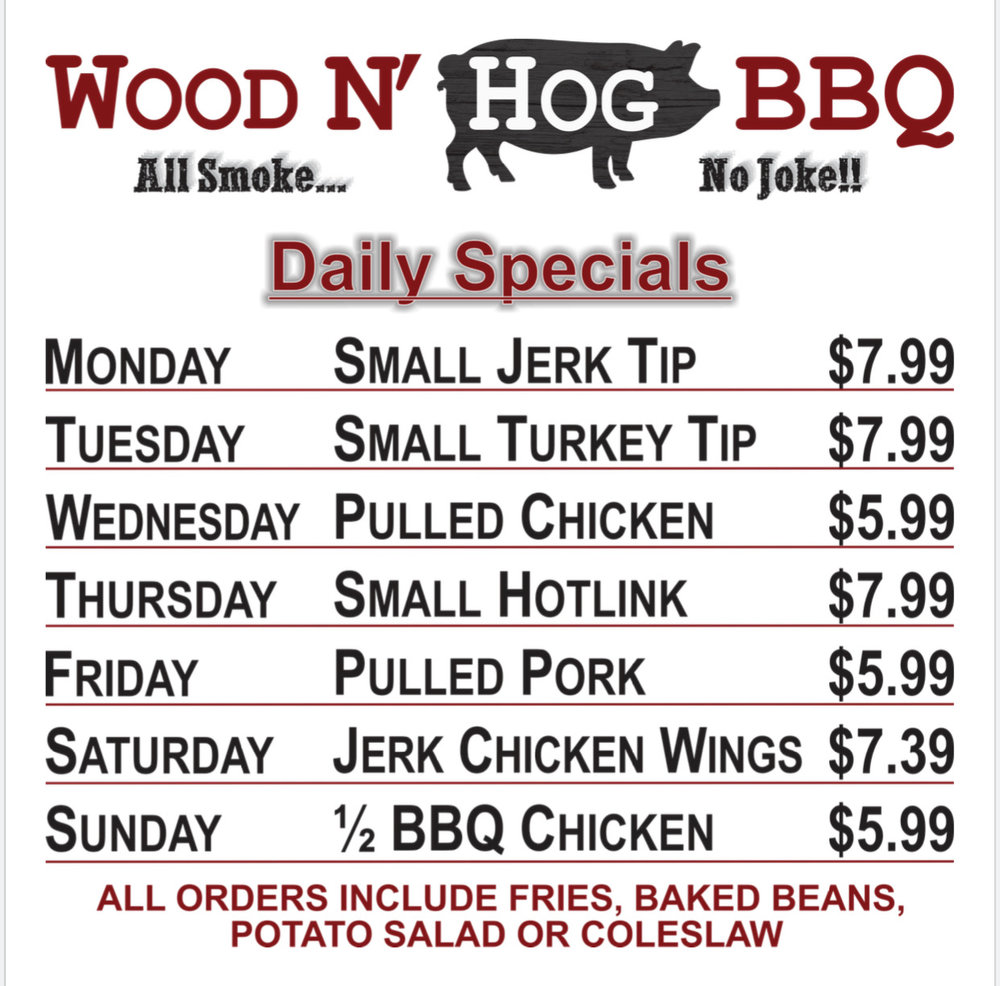 WOOD N' HOG BBQ
All Smoke... No Joke!!
Daily Specials
MONDAY SMALL JERK TIP $7.99
TUESDAY SMALL TURKEY TIP $7.99
WEDNESDAY PULLED CHICKEN $5.99
THURSDAY SMALL HOTLINK $7.99
FRIDAY PULLED PORK $5.99
SATURDAY JERK CHICKEN WINGS $7.39
SUNDAY ½ BBQ CHICKEN $5.99
ALL ORDERS INCLUDE FRIES, BAKED BEANS,
POTATO SALAD OR COLESLAW